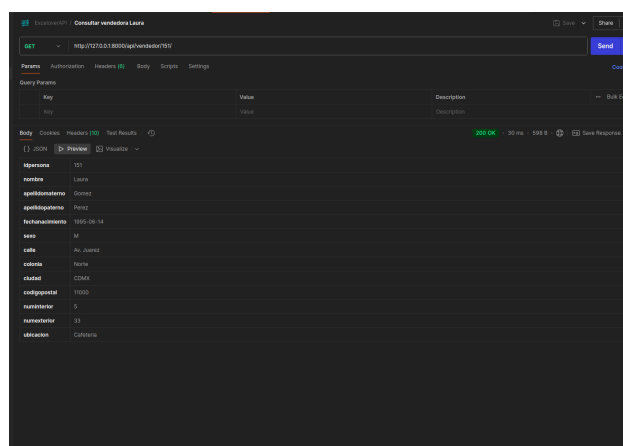 ExcaloverAPI / Consultar vendedora Laura Save Share
GET http://127.0.0.1:8000/api/vendedor/151/ Send
Params Authorization Headers (6) Body Scripts Settings
Query Params
Key Value Description Bulk
Key Value Description
Body Cookies Headers (10) Test Results 200 OK 30 ms 598 B Save Response
{} JSON Preview Visualize
idpersona 151
nombre Laura
apellidomaterno Gomez
apellidopaterno Perez
fechanacimiento 1995-06-14
sexo M
calle Av. Juarez
colonia Norte
ciudad CDMX
codigopostal 11000
numinterior 5
numexterior 33
ubicacion Cafeteria